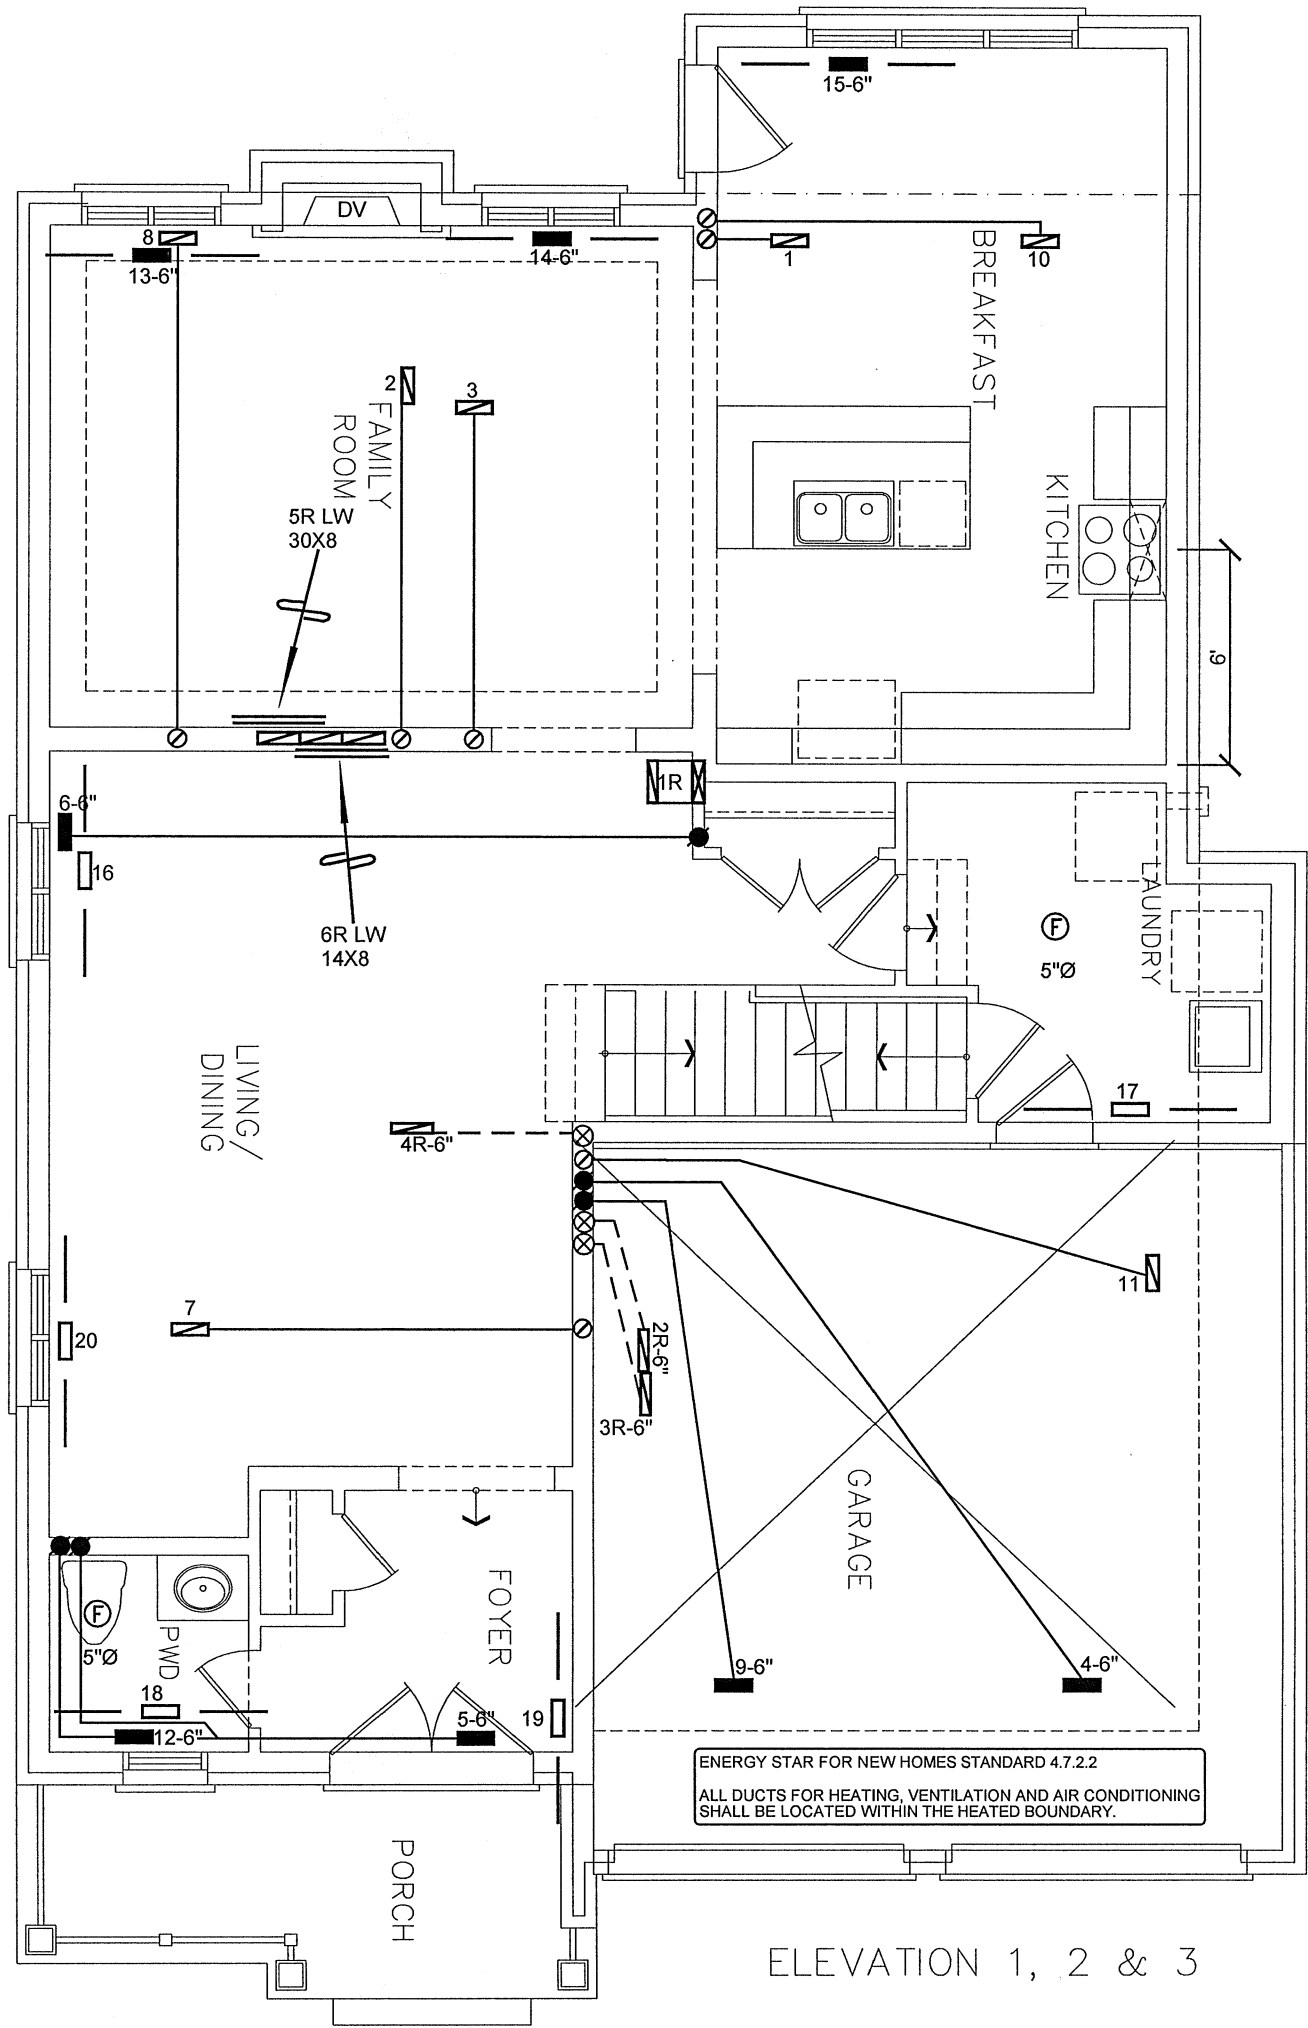 15-6"
DV
8
13-6"
14-6"
1
10
BREAKFAST
2
3
FAMILY
ROOM
KITCHEN
5R LW
30X8
9'
1R
6-6"
16
6R LW
14X8
LAUNDRY
F
5"Ø
LIVING/
DINING
17
4R-6"
11
7
20
2R-6"
3R-6"
GARAGE
FOYER
F
5"Ø
PWD
18
12-6"
5-6"
19
9-6"
4-6"
ENERGY STAR FOR NEW HOMES STANDARD 4.7.2.2
ALL DUCTS FOR HEATING, VENTILATION AND AIR CONDITIONING
SHALL BE LOCATED WITHIN THE HEATED BOUNDARY.
PORCH
ELEVATION 1, 2 & 3